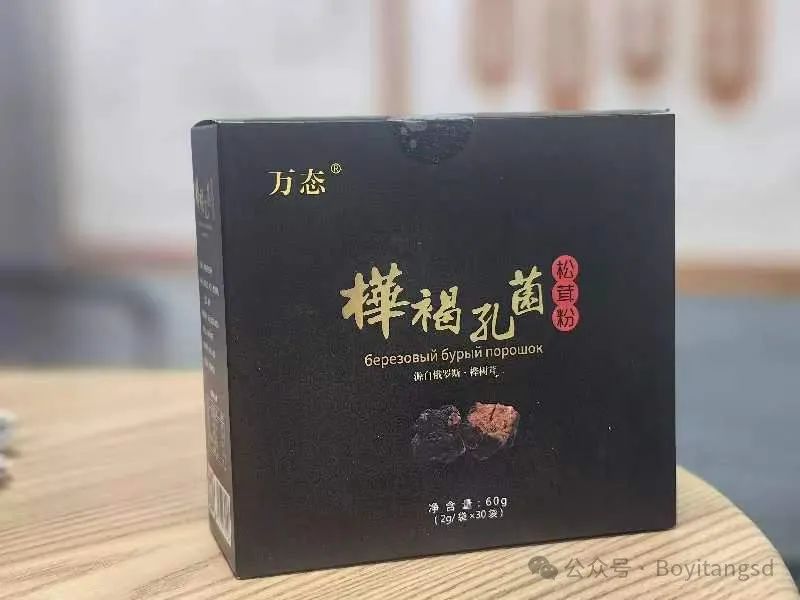 万态®
樺褐孔菌
松茸粉
березовый бурый порошок
源自俄罗斯·桦树茸
净含量:60g
(2g/袋×30袋)
公众号·Boyitangsd